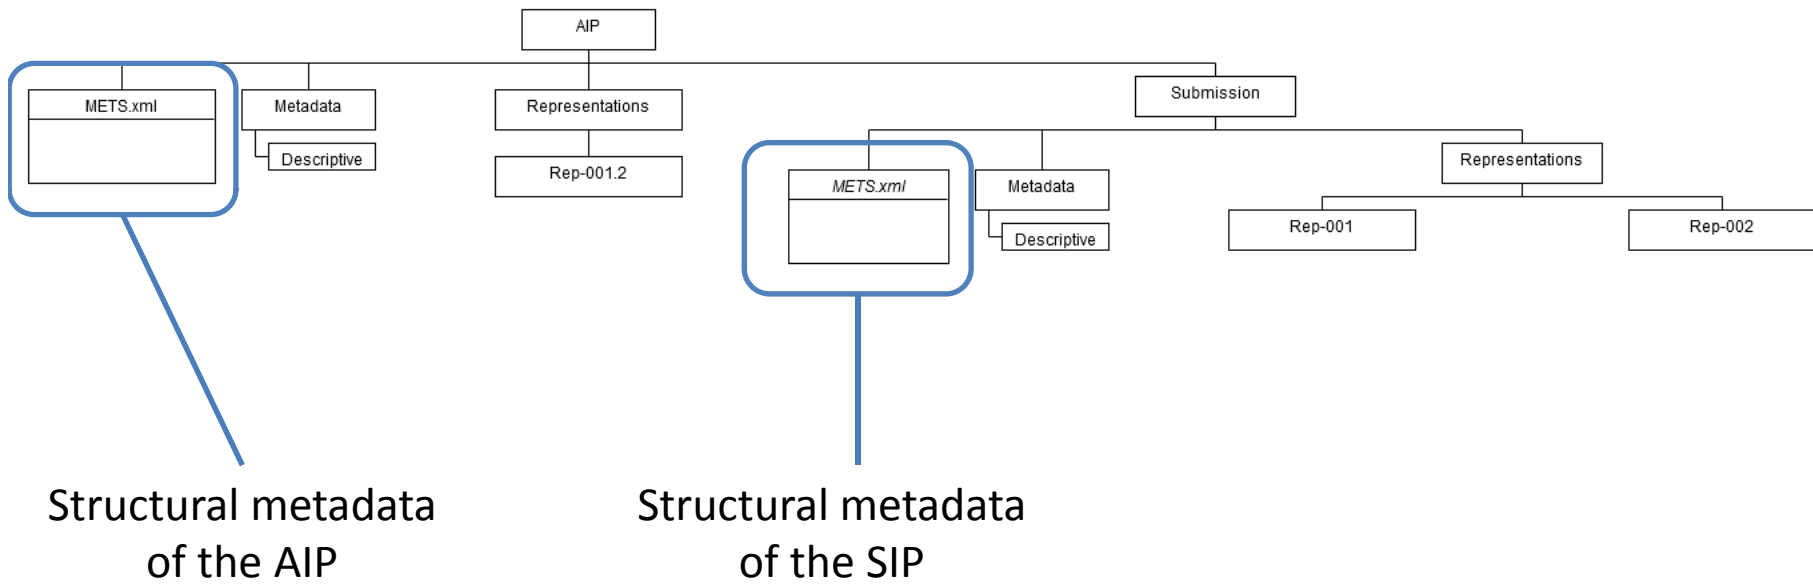 AIP
METS.xml
Metadata
Descriptive
Representations
Rep-001.2
Submission
METS.xml
Metadata
Descriptive
Representations
Rep-001
Rep-002
Structural metadata
of the AIP
Structural metadata
of the SIP